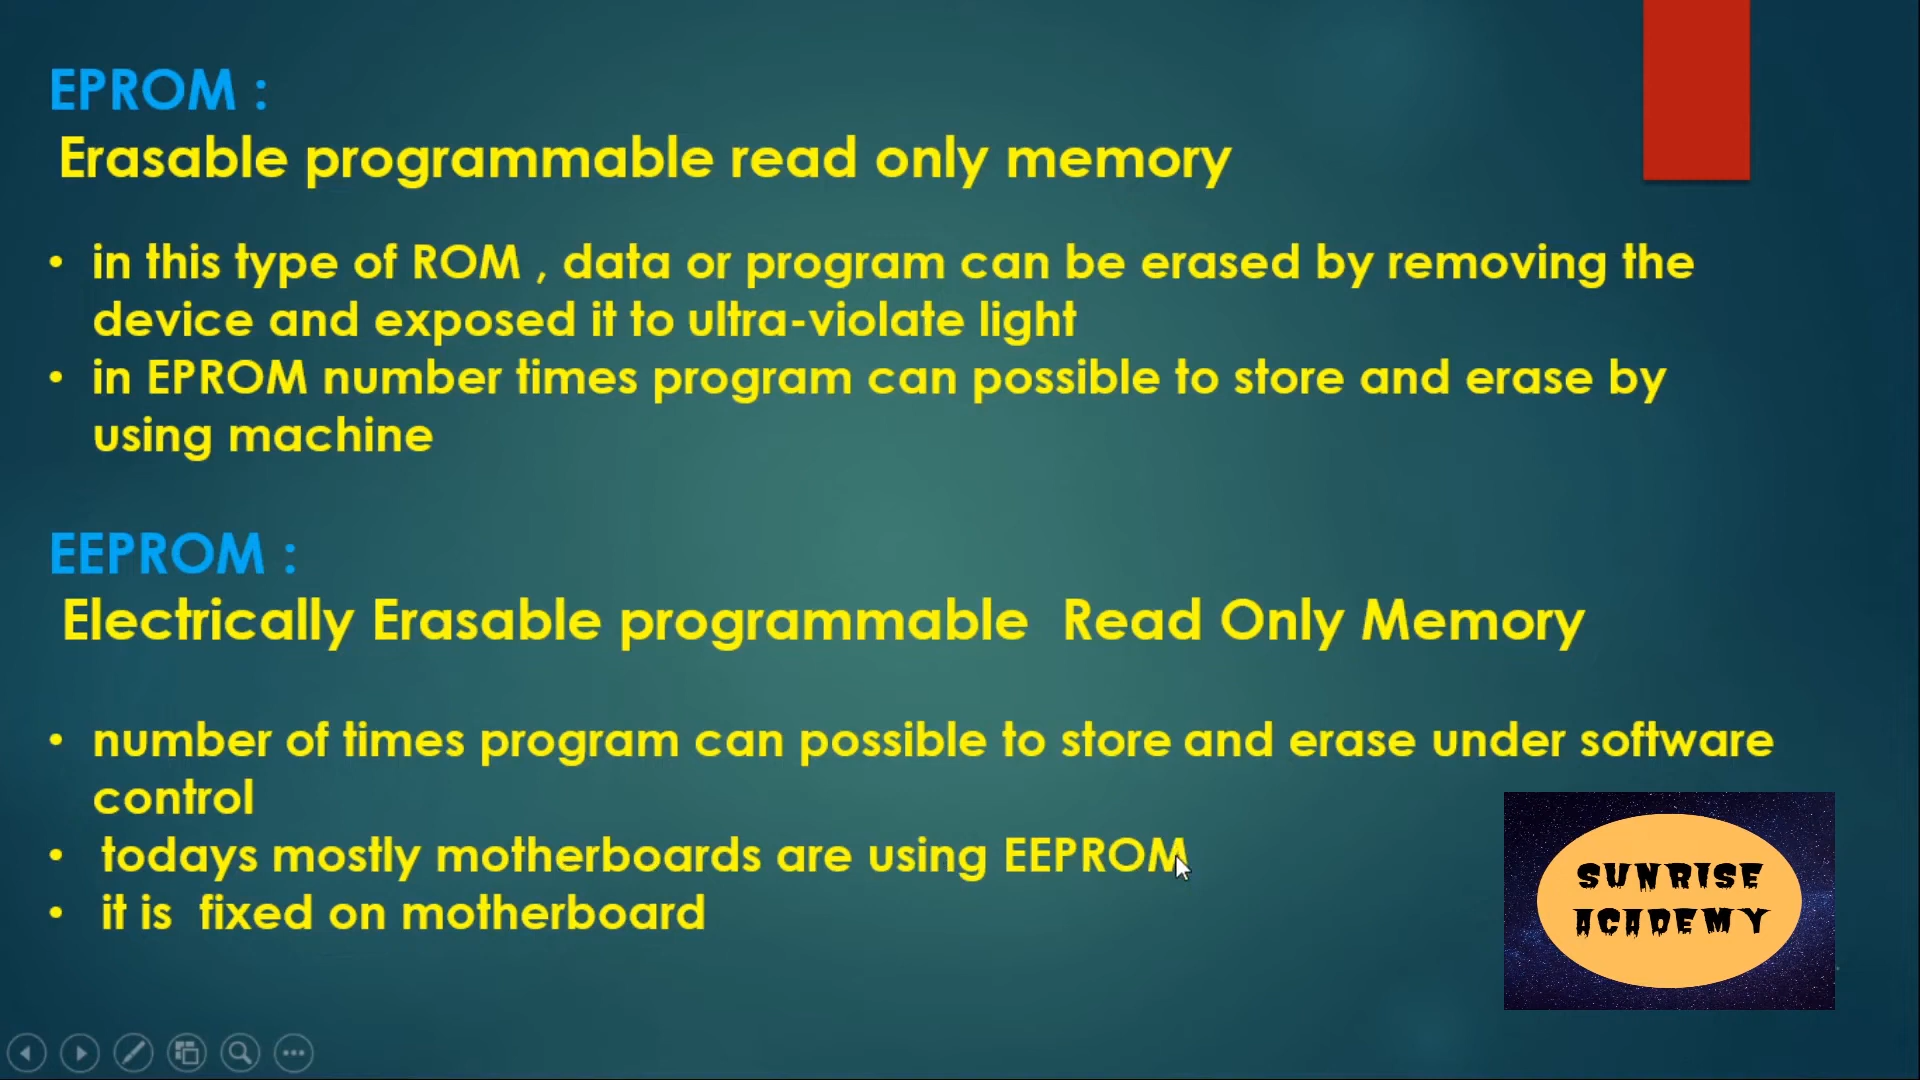 EPROM :
Erasable programmable read only memory
• in this type of ROM , data or program can be erased by removing the
device and exposed it to ultra-violate light
• in EPROM number times program can possible to store and erase by
using machine
EEPROM :
Electrically Erasable programmable Read Only Memory
• number of times program can possible to store and erase under software
control
• todays mostly motherboards are using EEPROM
• it is fixed on motherboard
SUNRISE
ACADEMY